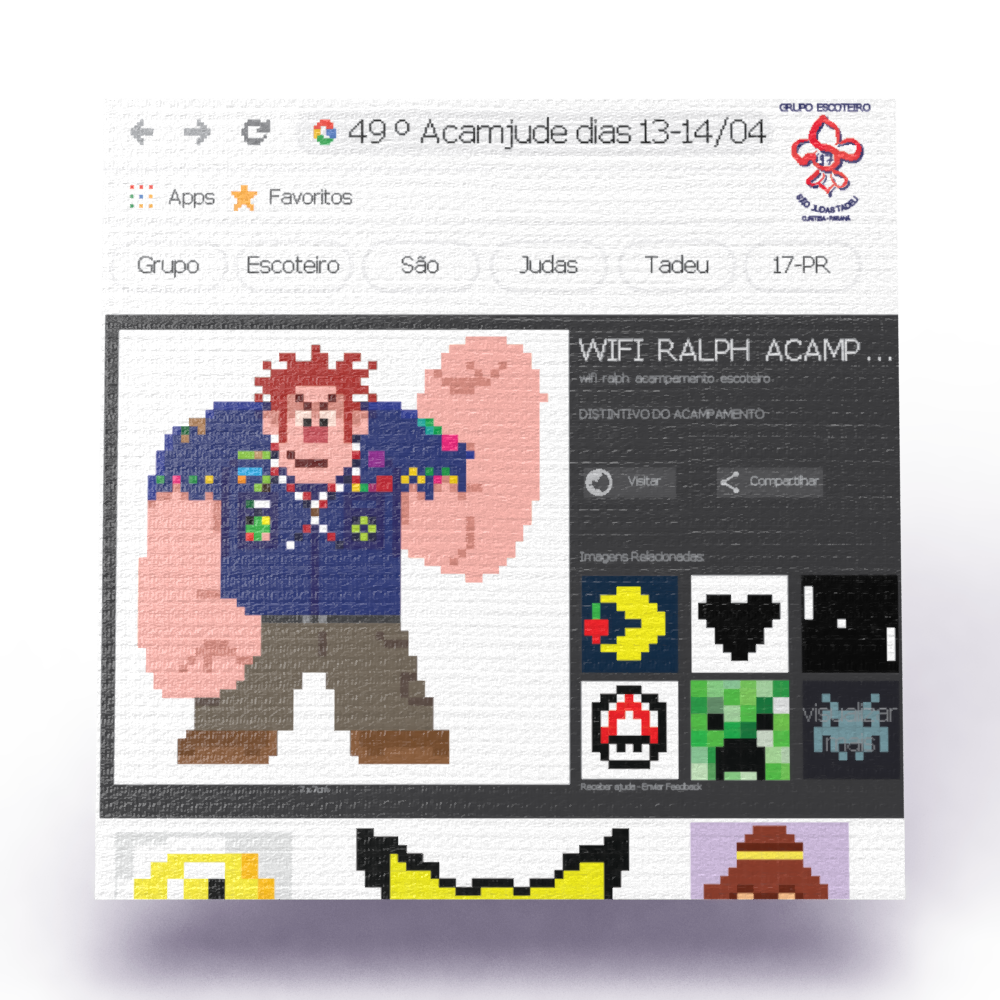 GRUPO ESCOTEIRO
49 º Acamjude dias 13-14/04
17
SÃO JUDAS TADEU
CURITIBA-PARANÁ
Apps Favoritos
Grupo Escoteiro São Judas Tadeu 17-PR
WIFI RALPH ACAMP...
wifi ralph acampamento escoteiro
DISTINTIVO DO ACAMPAMENTO
Visitar Compartilhar
Imagens Relacionadas:
visualizar
mais
7 x 7cm
Receber ajuda - Enviar Feedback